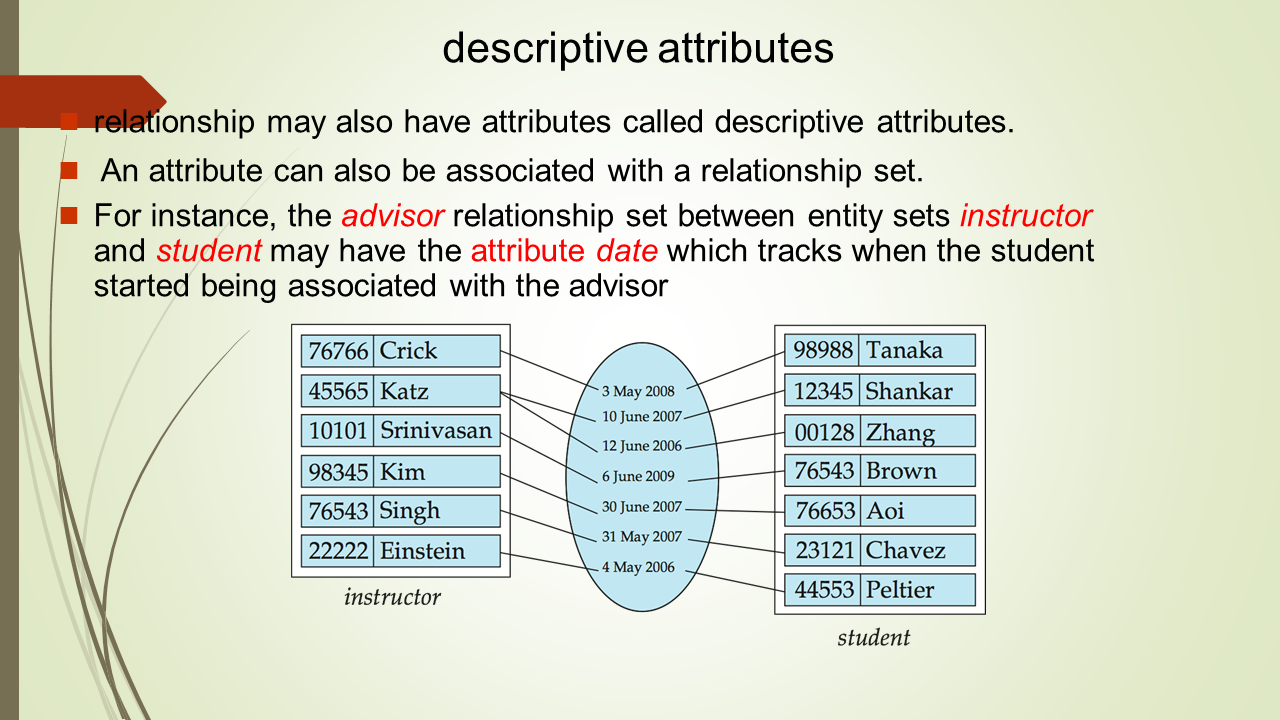 descriptive attributes
relationship may also have attributes called descriptive attributes.
An attribute can also be associated with a relationship set.
For instance, the advisor relationship set between entity sets instructor
and student may have the attribute date which tracks when the student
started being associated with the advisor
76766 Crick
45565 Katz
10101 Srinivasan
98345 Kim
76543 Singh
22222 Einstein
instructor
3 May 2008
10 June 2007
12 June 2006
6 June 2009
30 June 2007
31 May 2007
4 May 2006
98988 Tanaka
12345 Shankar
00128 Zhang
76543 Brown
76653 Aoi
23121 Chavez
44553 Peltier
student